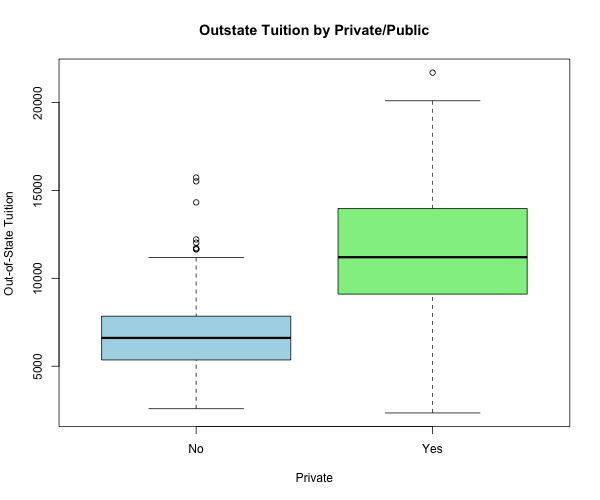 Outstate Tuition by Private/Public
Out-of-State Tuition
20000
15000
10000
5000
No Yes
Private